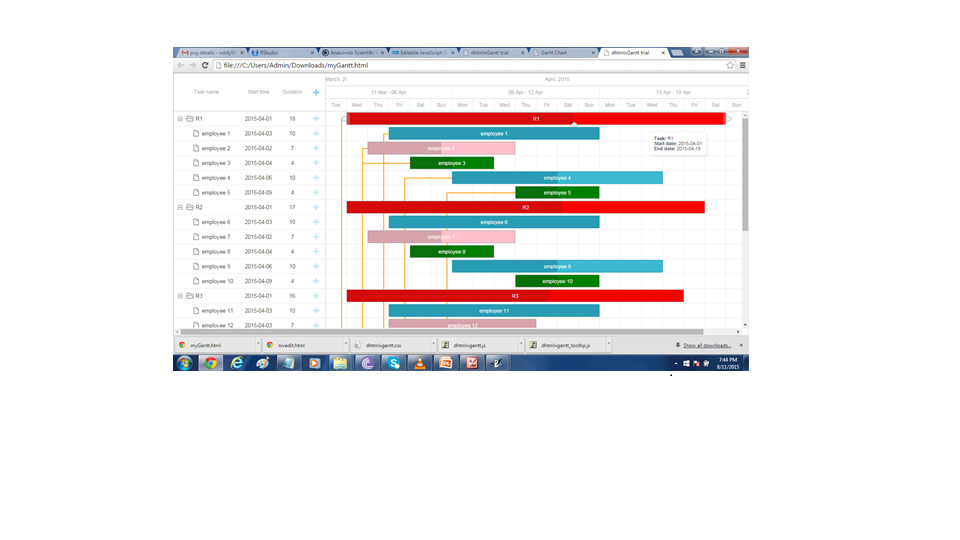 psg details - voldy93
RStudio
Anaconda Scientific
Editable JavaScript G
dhtmlxGantt trial
Gantt Chart
dhtmlxGantt trial
file:///C:/Users/Admin/Downloads/myGantt.html
Task name Start time Duration
March, 2 April, 2015
31 Mar - 05 Apr 06 Apr - 12 Apr 13 Apr - 19 Apr
Tue Wed Thu Fri Sat Sun Mon Tue Wed Thu Fri Sat Sun Mon Tue Wed Thu Fri Sat Sun
R1 2015-04-01 18 R1
employee 1 2015-04-03 10 employee 1
employee 2 2015-04-02 7 employee 2
employee 3 2015-04-04 4 employee 3
employee 4 2015-04-06 10 employee 4
employee 5 2015-04-09 4 employee 5
Task: R1
Start date: 2015-04-01
End date: 2015-04-19
R2 2015-04-01 17 R2
employee 6 2015-04-03 10 employee 6
employee 7 2015-04-02 7 employee 7
employee 8 2015-04-04 4 employee 8
employee 9 2015-04-06 10 employee 9
employee 10 2015-04-09 4 employee 10
R3 2015-04-01 16 R3
employee 11 2015-04-03 10 employee 11
employee 12 2015-04-02 7 employee 12
myGantt.html
nivedit.html
dhtmlxgantt.css
dhtmlxgantt.js
dhtmlxgantt_tooltip.js
Show all downloads...
7:44 PM
8/11/2015